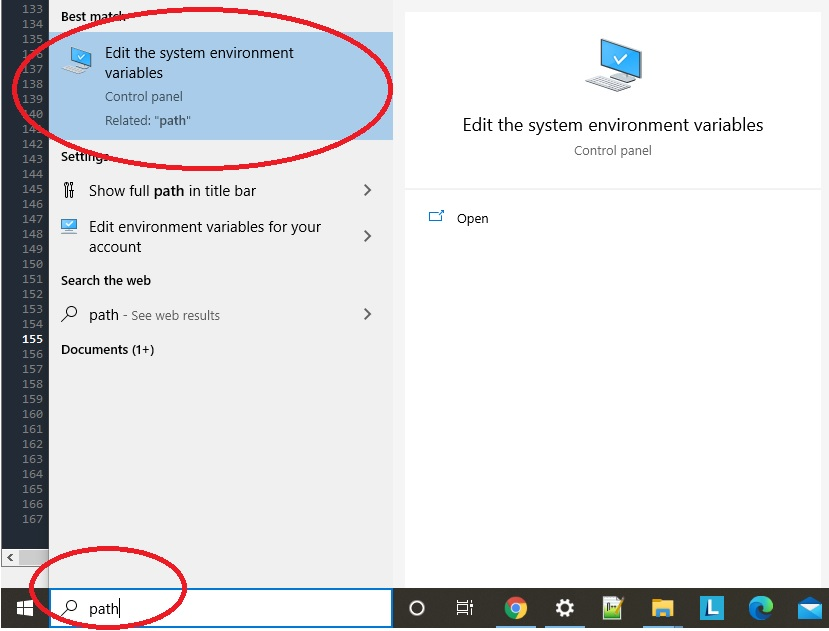 133
134
135
136
137
138
139
140
141
142
143
144
145
146
147
148
149
150
151
152
153
154
155
156
157
158
159
160
161
162
163
164
165
166
167
Best match
Edit the system environment
variables
Control panel
Related: "path"
Settings
Show full path in title bar
Edit environment variables for your
account
Search the web
path - See web results
Documents (1+)
Edit the system environment variables
Control panel
Open
path
L